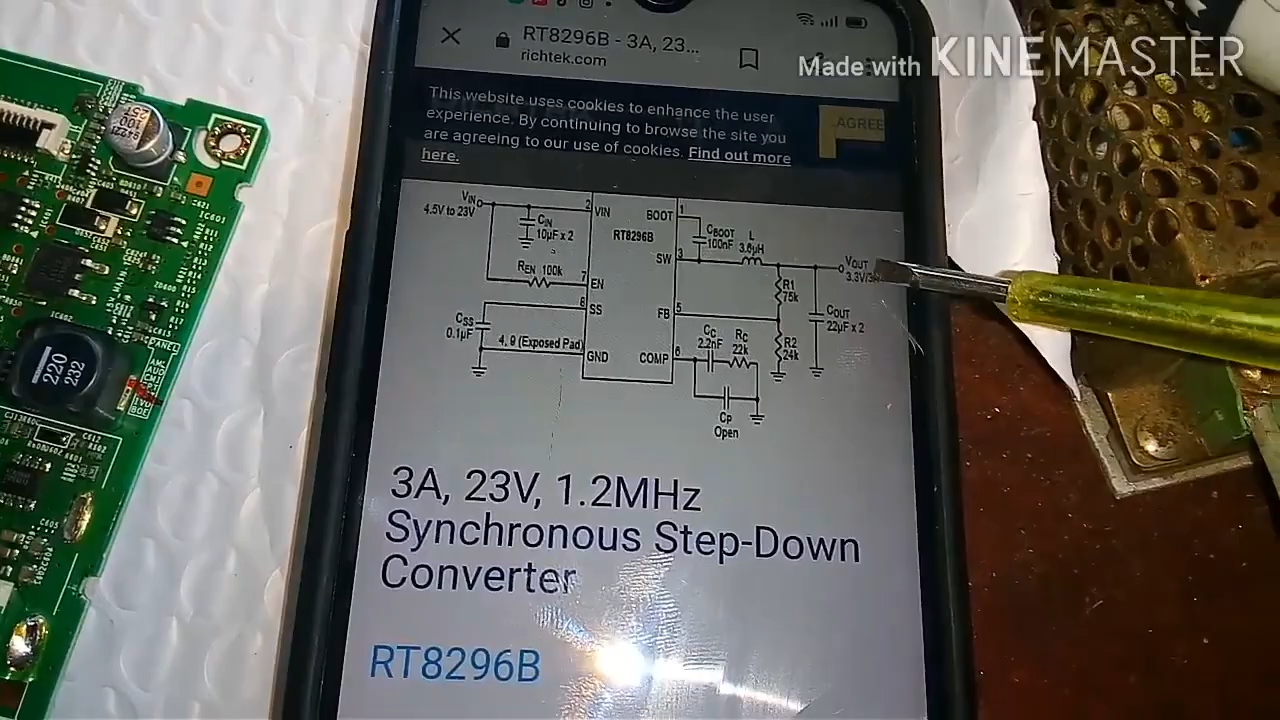 RT8296B - 3A, 23...
richtek.com
Made with KINEMASTER
This website uses cookies to enhance the user
experience. By continuing to browse the site you
are agreeing to our use of cookies. Find out more
here.
AGREE
VIN
4.5V to 23V
2
VIN
CIN
10µF x 2
REN 100k
7
EN
8
SS
CSS
0.1µF
4, 9 (Exposed Pad)
GND
RT8296B
BOOT
1
CBOOT
100nF
L
3.6µH
SW
3
VOUT
R1
75k
FB
5
COUT
22µF x 2
R2
24k
COMP
6
CC
2.2nF
RC
22k
CP
Open
3A, 23V, 1.2MHz
Synchronous Step-Down
Converter
RT8296B
100
IC601
220
232
PANEL
BOE